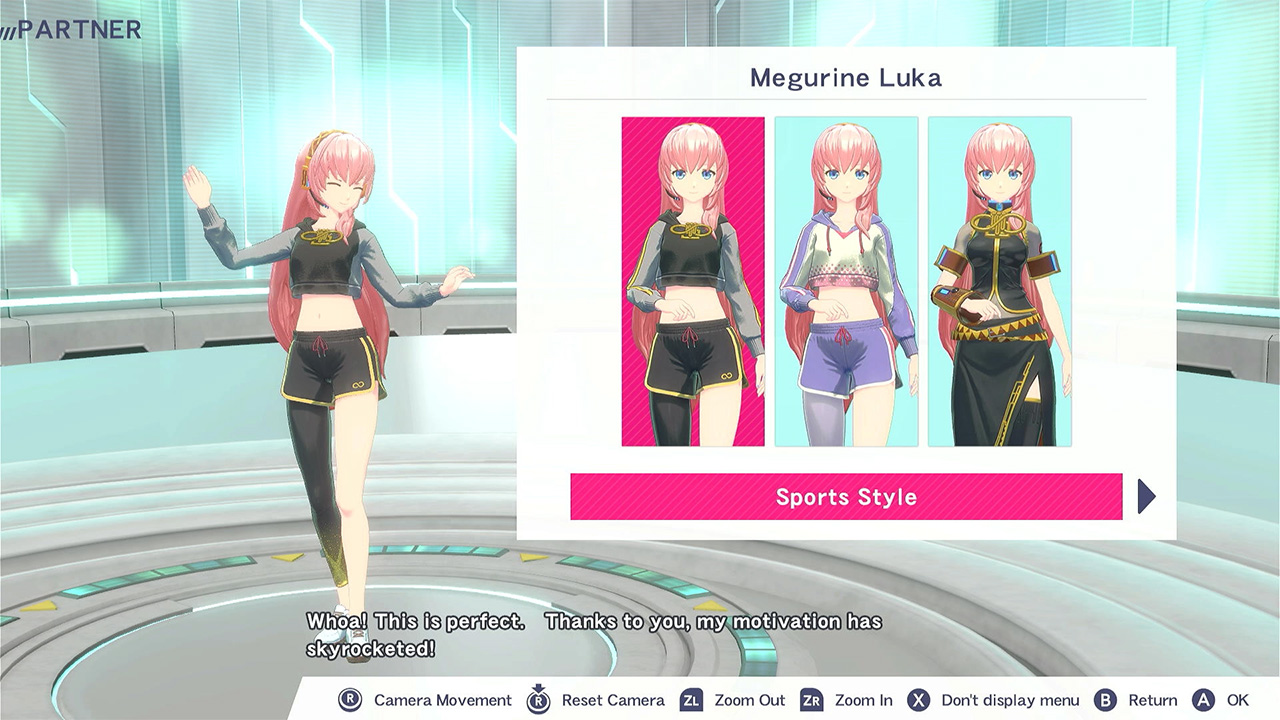 PARTNER
Megurine Luka
Sports Style
Whoa! This is perfect. Thanks to you, my motivation has
skyrocketed!
R Camera Movement R Reset Camera ZL Zoom Out ZR Zoom In X Don't display menu B Return A OK